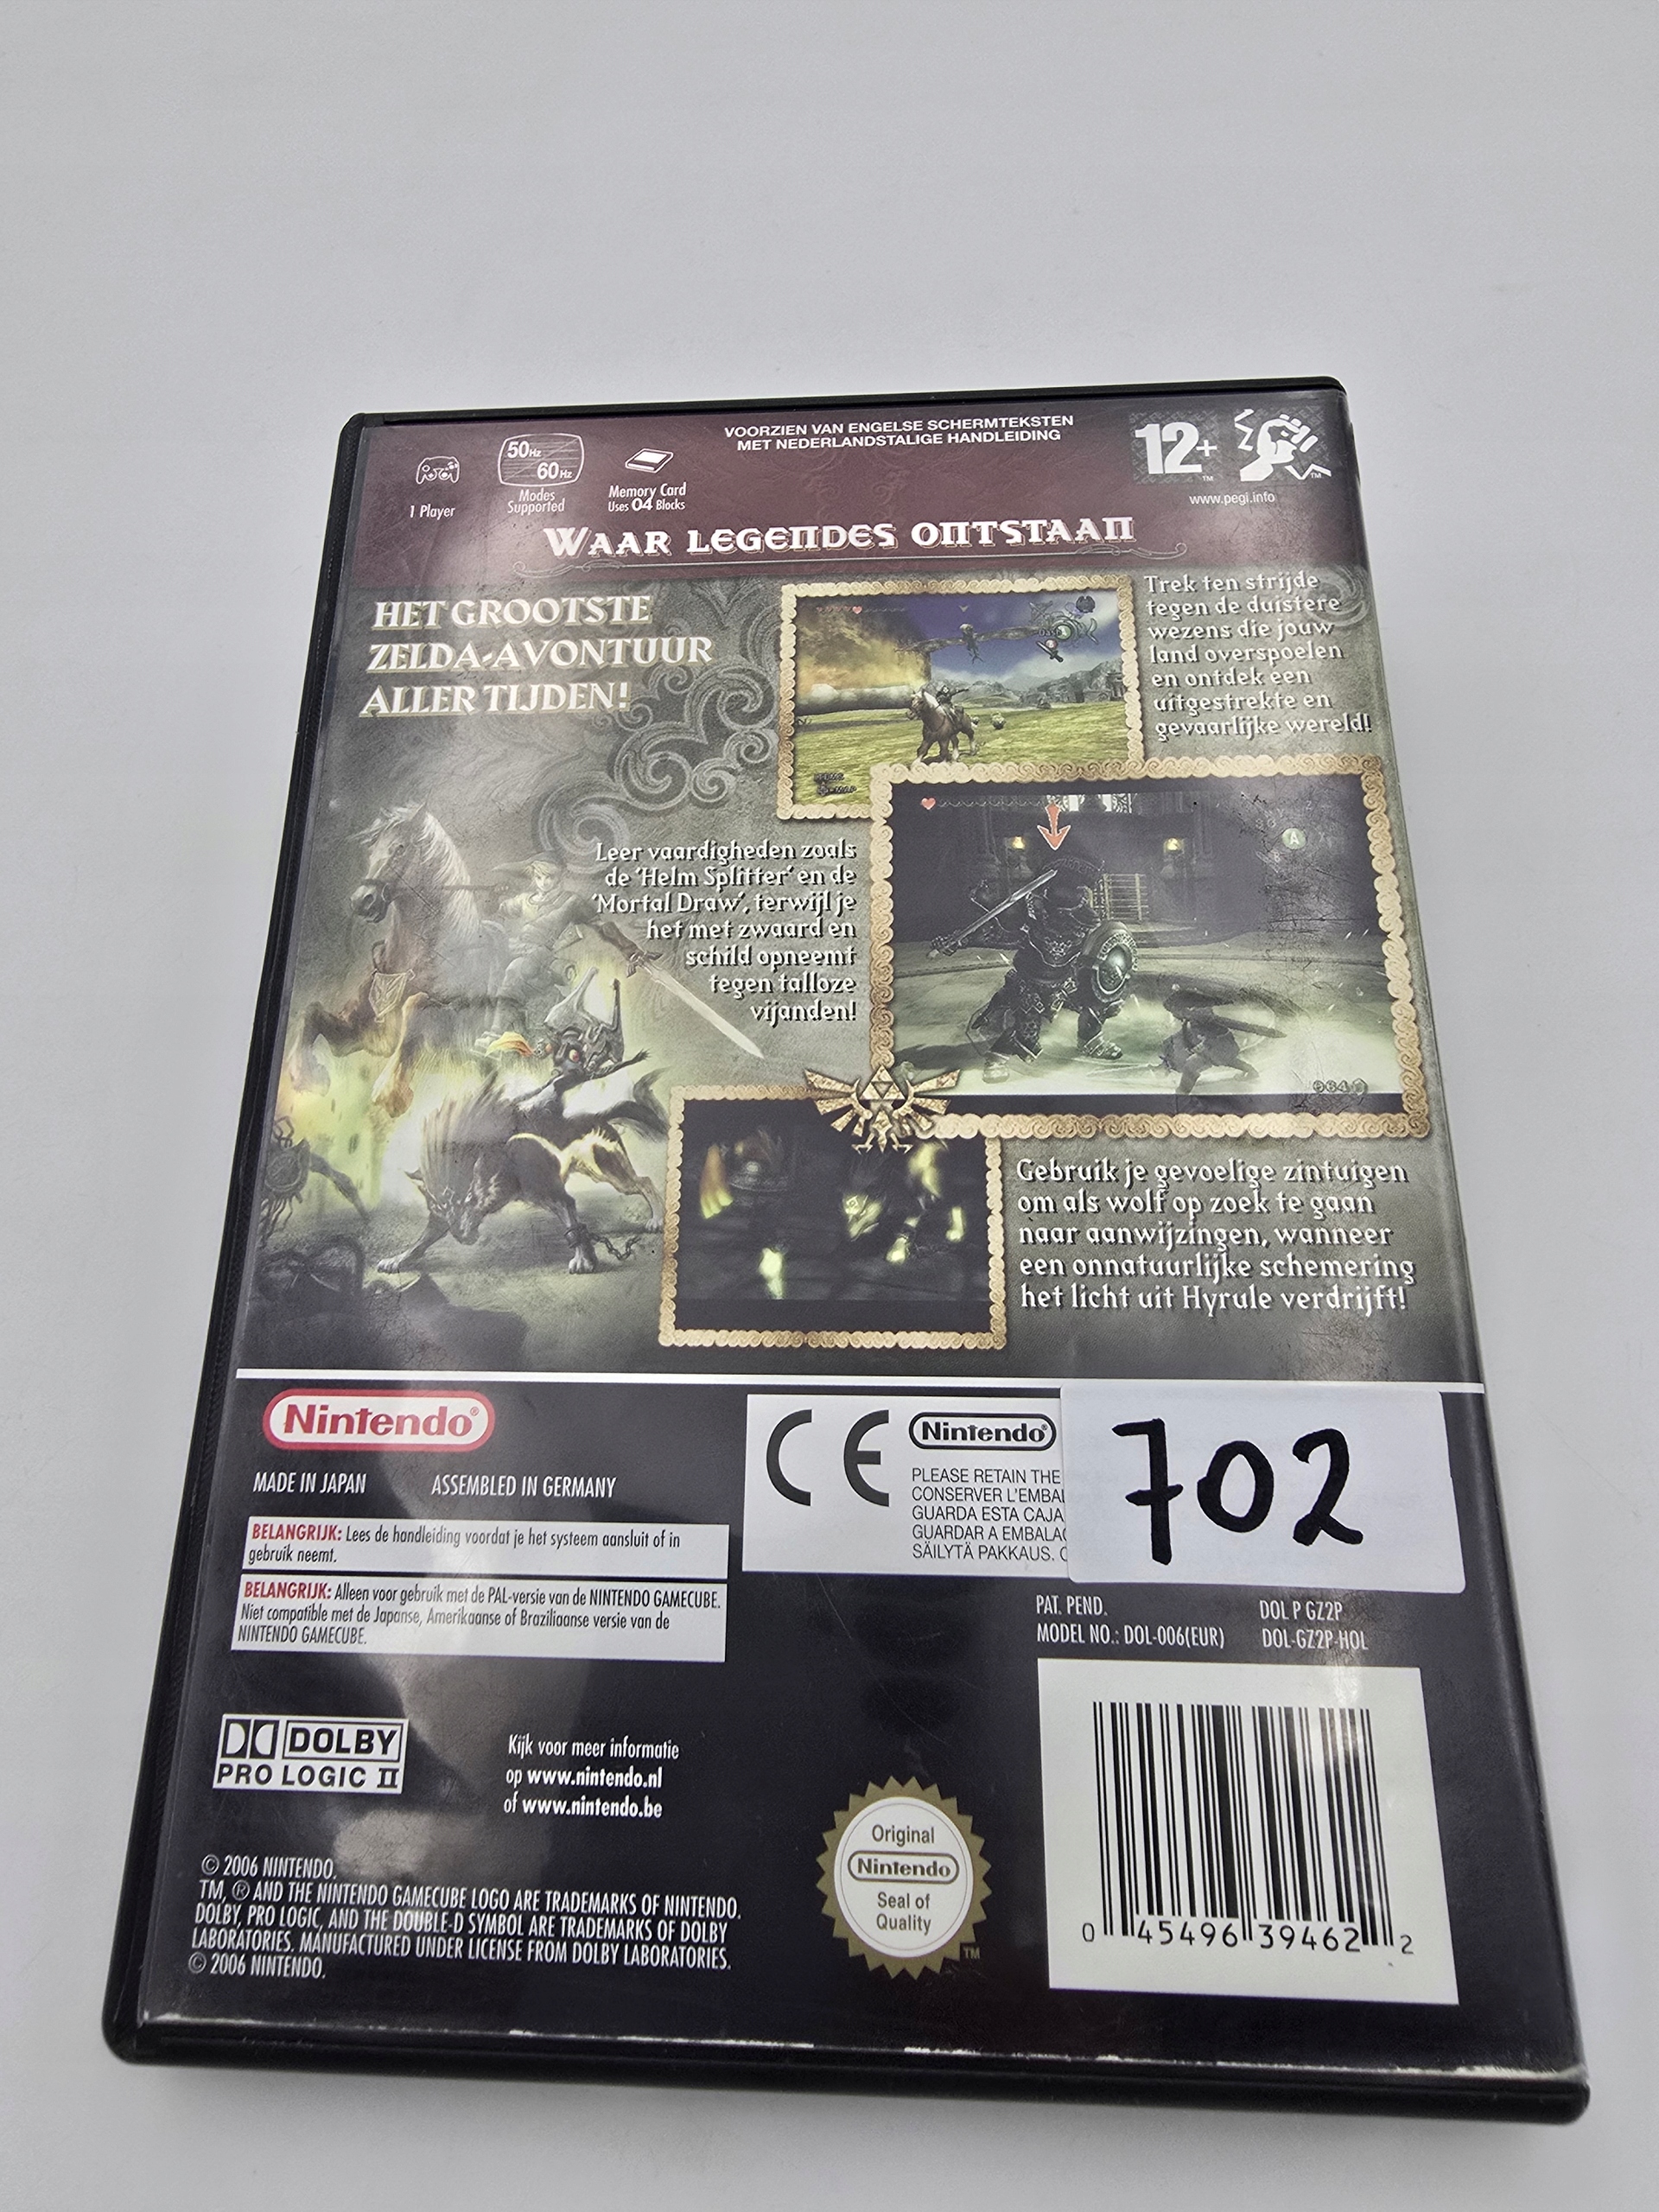 VOORZIEN VAN ENGELSE SCHERMTEKSTEN
MET NEDERLANDSTALIGE HANDLEIDING
1 Player
50Hz
60Hz
Modes
Supported
Memory Card
Uses 04 Blocks
12+
™
™
www.pegi.info
WAAR LEGENDES ONTSTAAN
HET GROOTSTE
ZELDA-AVONTUUR
ALLER TIJDEN!
Trek ten strijde
tegen de duistere
wezens die jouw
land overspoelen
en ontdek een
uitgestrekte en
gevaarlijke wereld!
Leer vaardigheden zoals
de 'Helm Splitter' en de
'Mortal Draw', terwijl je
het met zwaard en
schild opneemt
tegen talloze
vijanden!
A
Gebruik je gevoelige zintuigen
om als wolf op zoek te gaan
naar aanwijzingen, wanneer
een onnatuurlijke schemering
het licht uit Hyrule verdrijft!
Nintendo®
MADE IN JAPAN
ASSEMBLED IN GERMANY
BELANGRIJK: Lees de handleiding voordat je het systeem aansluit of in
gebruik neemt.
BELANGRIJK: Alleen voor gebruik met de PAL-versie van de NINTENDO GAMECUBE.
Niet compatible met de Japanse, Amerikaanse of Braziliaanse versie van de
NINTENDO GAMECUBE.
CE
Nintendo®
PLEASE RETAIN THE
CONSERVER L'EMBAL
GUARDA ESTA CAJA
GUARDAR A EMBALAG
SÄILYTÄ PAKKAUS.
702
PAT. PEND.
MODEL NO.: DOL-006(EUR)
DOL P GZ2P
DOL-GZ2P-HOL
DOLBY
PRO LOGIC II
Kijk voor meer informatie
op www.nintendo.nl
of www.nintendo.be
Original
Nintendo
Seal of
Quality
TM
0 45496 39462 2
© 2006 NINTENDO.
TM, ® AND THE NINTENDO GAMECUBE LOGO ARE TRADEMARKS OF NINTENDO.
DOLBY, PRO LOGIC, AND THE DOUBLE-D SYMBOL ARE TRADEMARKS OF DOLBY
LABORATORIES. MANUFACTURED UNDER LICENSE FROM DOLBY LABORATORIES.
© 2006 NINTENDO.